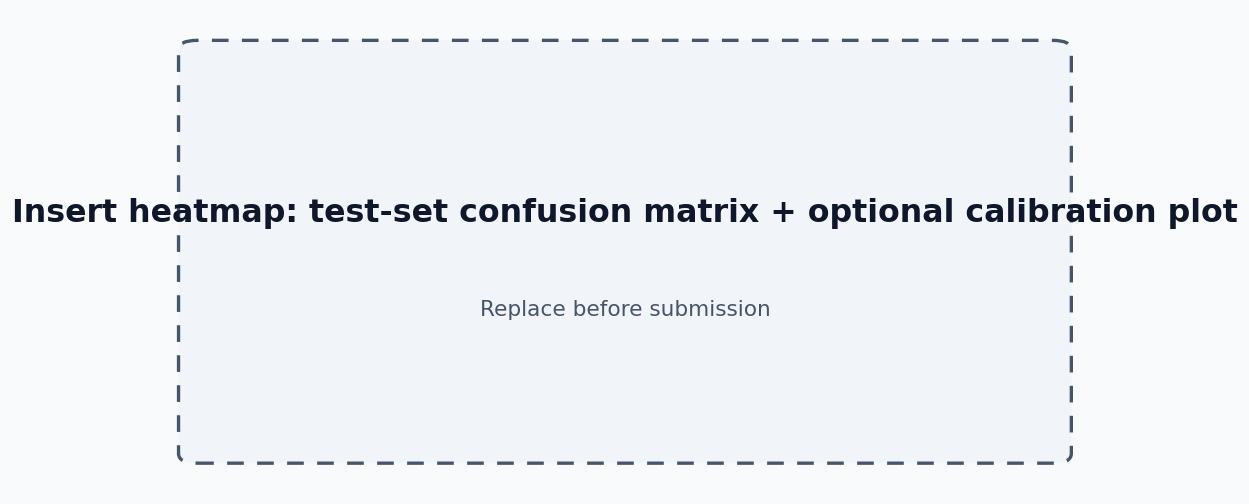 Insert heatmap: test-set confusion matrix + optional calibration plot
Replace before submission